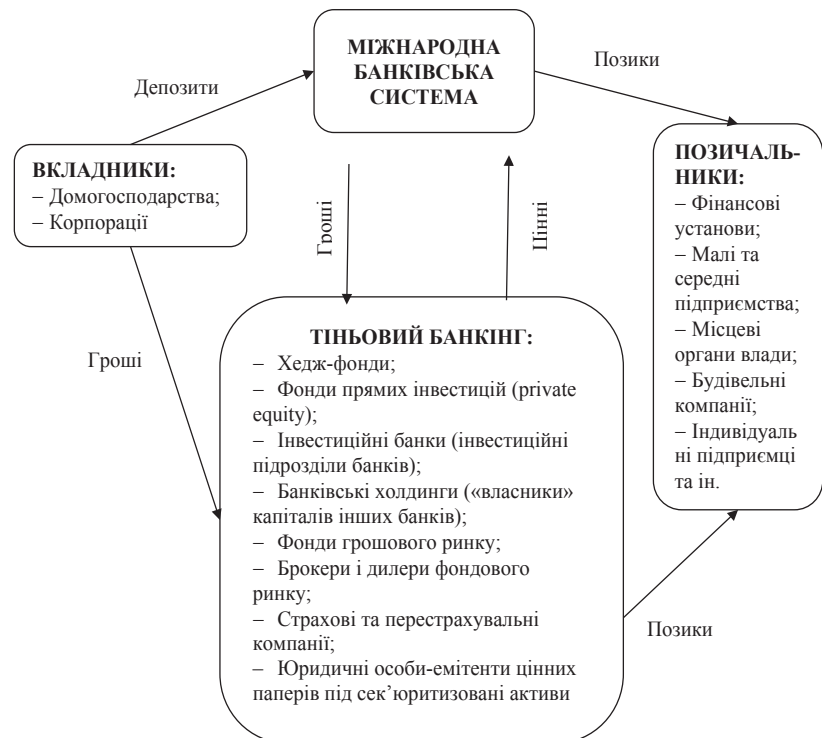 МІЖНАРОДНА
БАНКІВСЬКА
СИСТЕМА
Депозити
Позики
ВКЛАДНИКИ:
– Домогосподарства;
– Корпорації
Гроші
Цінні
ПОЗИЧАЛЬ-
НИКИ:
– Фінансові
установи;
– Малі та
середні
підприємства;
– Місцеві
органи влади;
– Будівельні
компанії;
– Індивідуаль
ні підприємці
та ін.
Гроші
ТІНЬОВИЙ БАНКІНГ:
– Хедж-фонди;
– Фонди прямих інвестицій (private
equity);
– Інвестиційні банки (інвестиційні
підрозділи банків);
– Банківські холдинги («власники»
капіталів інших банків);
– Фонди грошового ринку;
– Брокери і дилери фондового
ринку;
– Страхові та перестрахувальні
компанії;
– Юридичні особи-емітенти цінних
паперів під сек’юритизовані активи
Позики